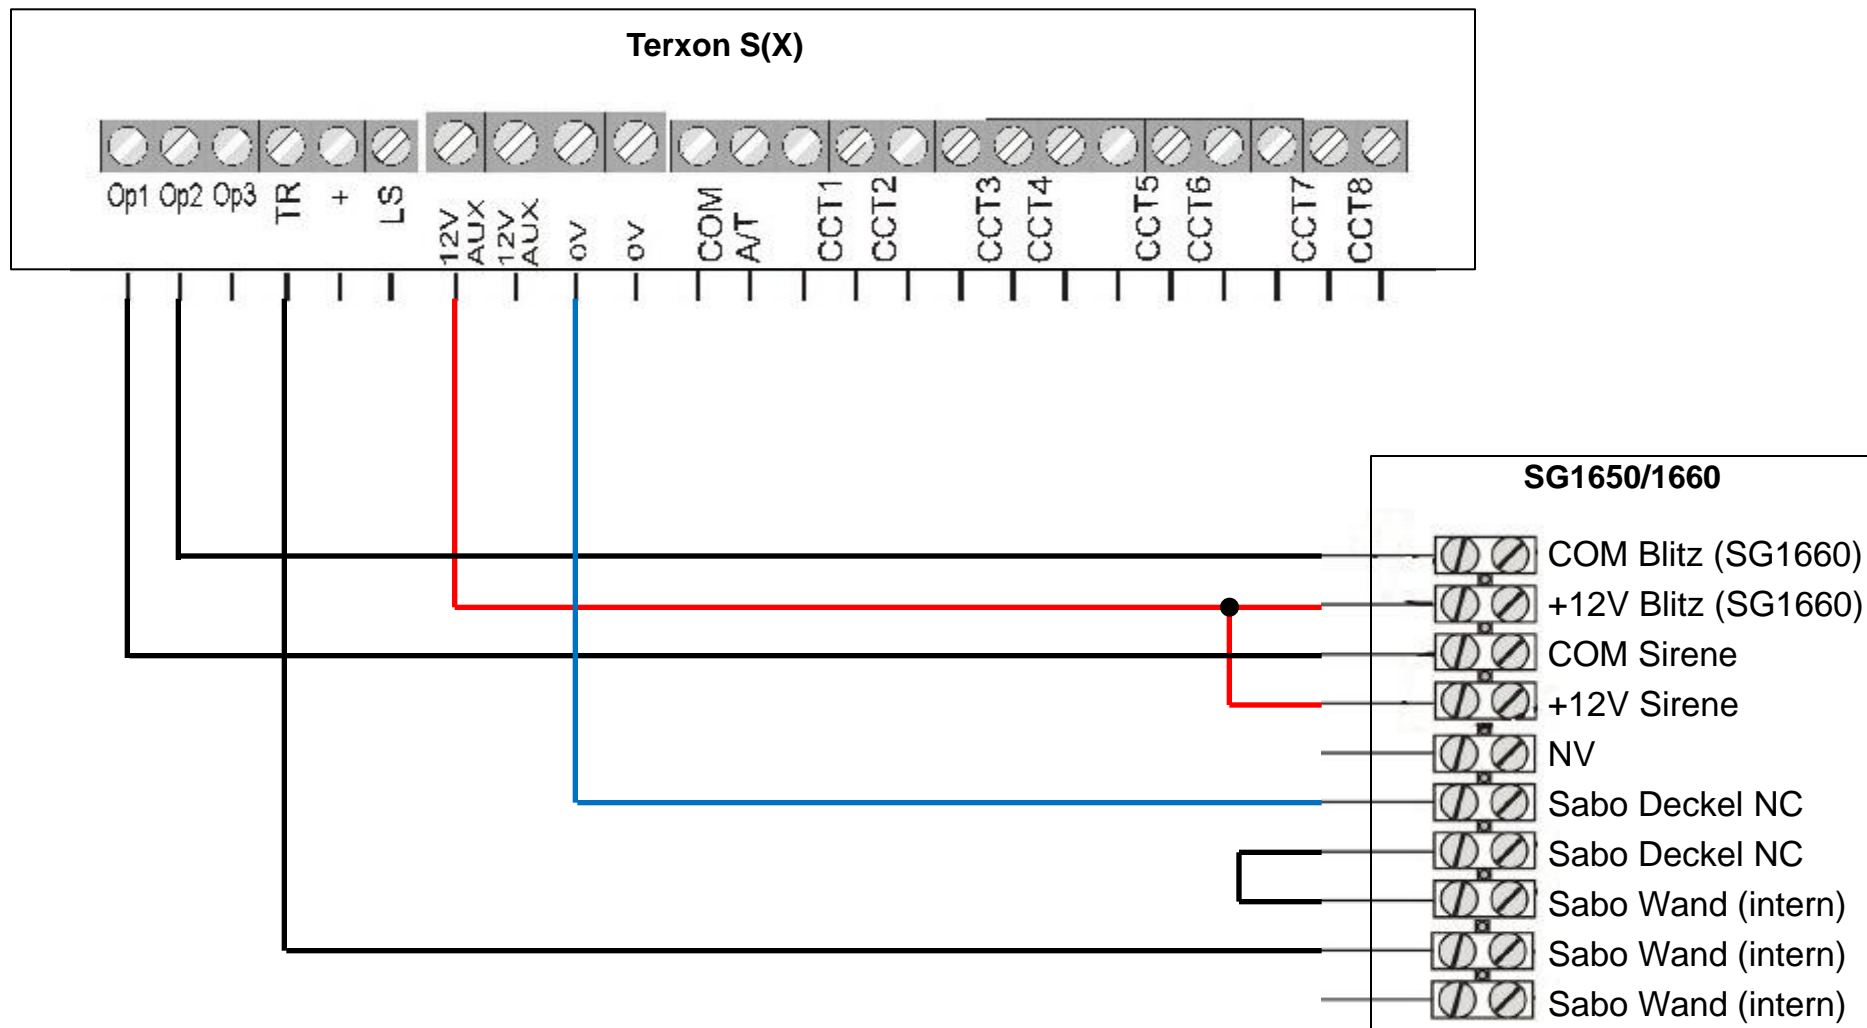 Terxon S(X)
Op1 Op2 Op3 TR + LS 12V AUX 12V AUX 0V 0V COM A/T CCT1 CCT2 CCT3 CCT4 CCT5 CCT6 CCT7 CCT8
SG1650/1660
COM Blitz (SG1660)
+12V Blitz (SG1660)
COM Sirene
+12V Sirene
NV
Sabo Deckel NC
Sabo Deckel NC
Sabo Wand (intern)
Sabo Wand (intern)
Sabo Wand (intern)